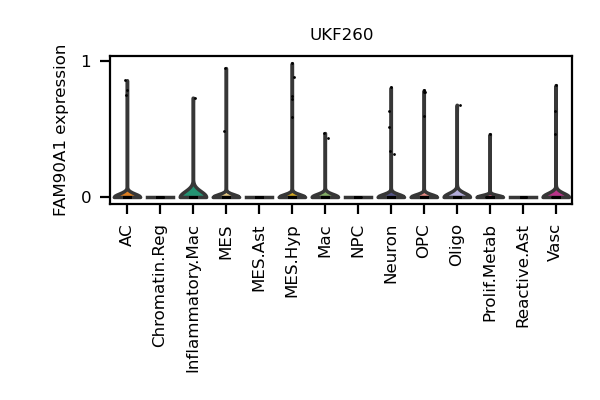 UKF260
FAM90A1 expression
1
0
AC
Chromatin.Reg
Inflammatory.Mac
MES
MES.Ast
MES.Hyp
Mac
NPC
Neuron
OPC
Oligo
Prolif.Metab
Reactive.Ast
Vasc